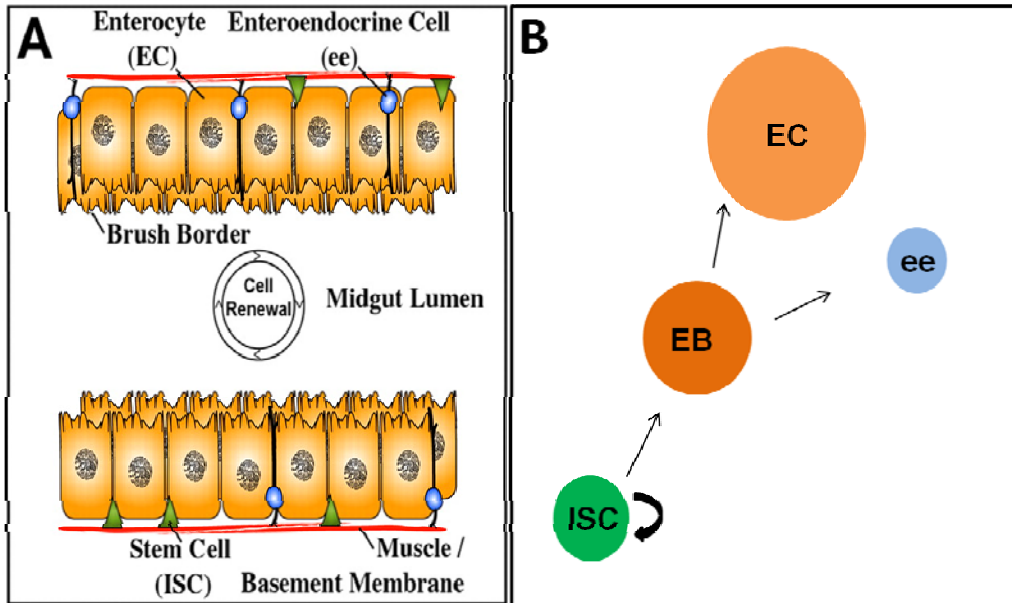 A
Enterocyte
(EC)
Enteroendocrine Cell
(ee)
Brush Border
Cell
Renewal
Midgut Lumen
Stem Cell
(ISC)
Muscle /
Basement Membrane
B
EC
ee
EB
ISC